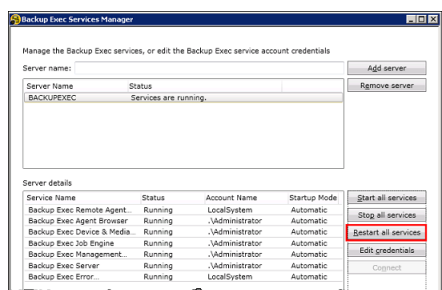 Backup Exec Services Manager
Manage the Backup Exec services, or edit the Backup Exec service account credentials
Server name:
Add server
Server Name Status
Remove server
BACKUPEXEC Services are running.
Server details
Service Name Status Account Name Startup Mode
Start all services
Backup Exec Remote Agent... Running LocalSystem Automatic
Backup Exec Agent Browser Running .\Administrator Automatic
Stop all services
Backup Exec Device & Media... Running .\Administrator Automatic
Restart all services
Backup Exec Job Engine Running .\Administrator Automatic
Backup Exec Management... Running .\Administrator Automatic
Edit credentials
Backup Exec Server Running .\Administrator Automatic
Backup Exec Error... Running LocalSystem Automatic
Connect